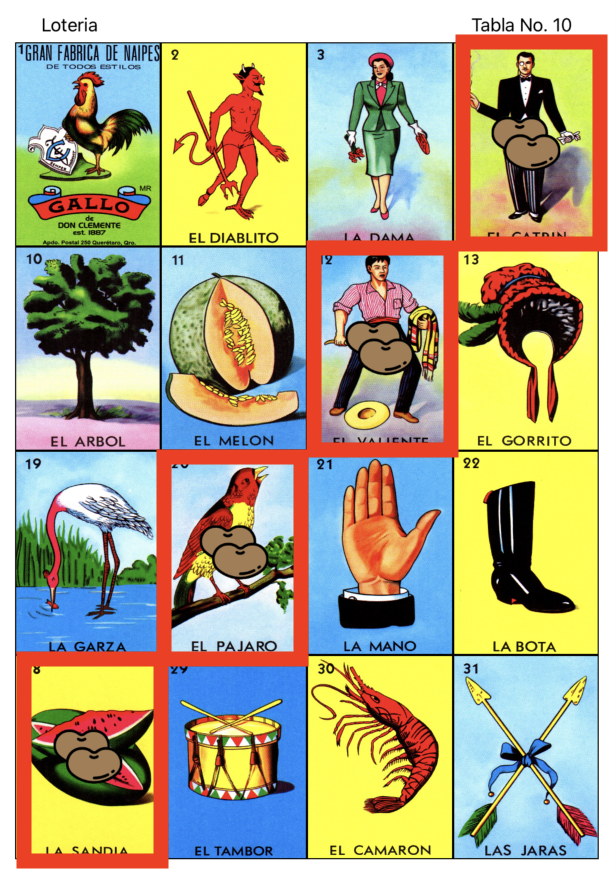 Loteria
Tabla No. 10
1 GRAN FABRICA DE NAIPES
DE TODOS ESTILOS
MR
GALLO
de
DON CLEMENTE
est. 1887
Apdo. Postal 256 Querétaro, Qro.
2
EL DIABLITO
3
LA DAMA
EL CATRIN
10
EL ARBOL
11
EL MELON
12
EL VALIENTE
13
EL GORRITO
19
LA GARZA
20
EL PAJARO
21
LA MANO
22
LA BOTA
8
LA SANDIA
29
EL TAMBOR
30
EL CAMARON
31
LAS JARAS